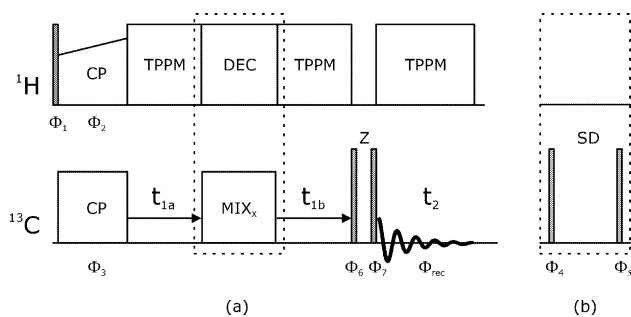 ¹H
CP
TPPM
DEC
TPPM
TPPM
Φ₁
Φ₂
Z
SD
¹³C
CP
t₁ₐ
MIXₓ
t₁b
t₂
Φ₃
Φ₆
Φ₇
Φrec
Φ₄
Φ₅
(a)
(b)